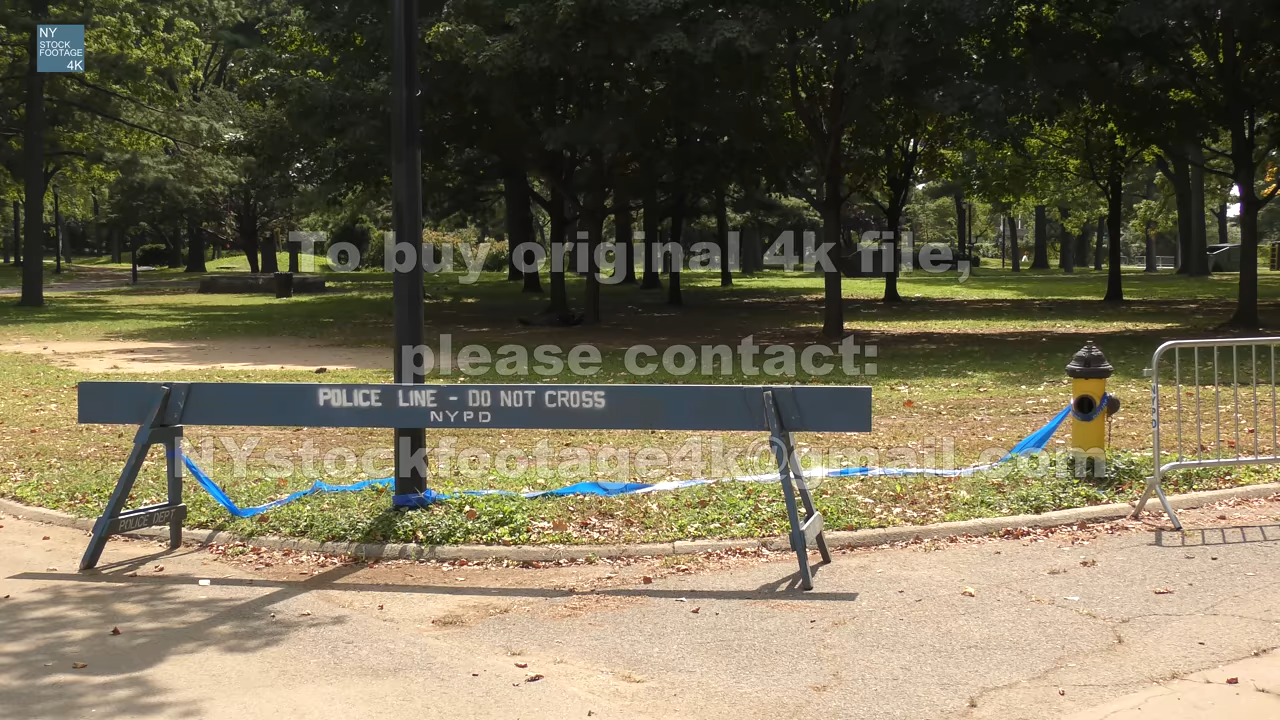 NY
STOCK
FOOTAGE
4K
To buy original 4k file,
please contact:
POLICE LINE - DO NOT CROSS
NYPD
NYstockfootage4k@gmail.com
POLICE DEPT